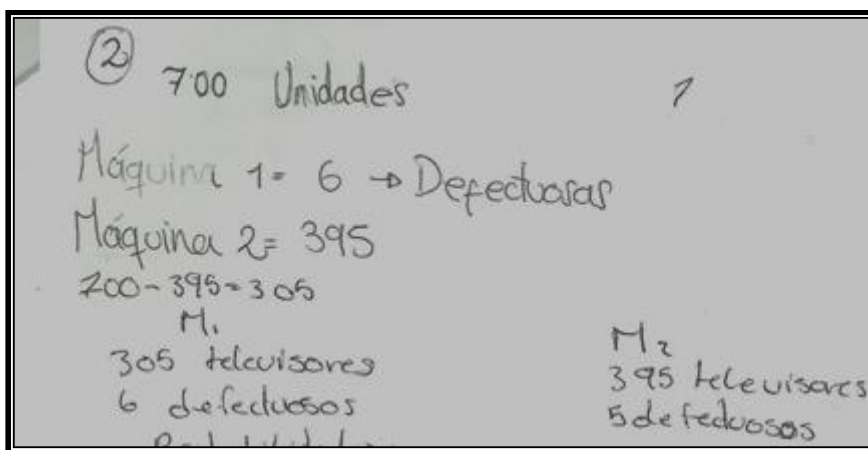 2 700 Unidades 1
Máquina 1 = 6 → Defectuosas
Máquina 2 = 395
700 - 395 = 305
M1
305 televisores
6 defectuosos
M2
395 televisores
5 defectuosos